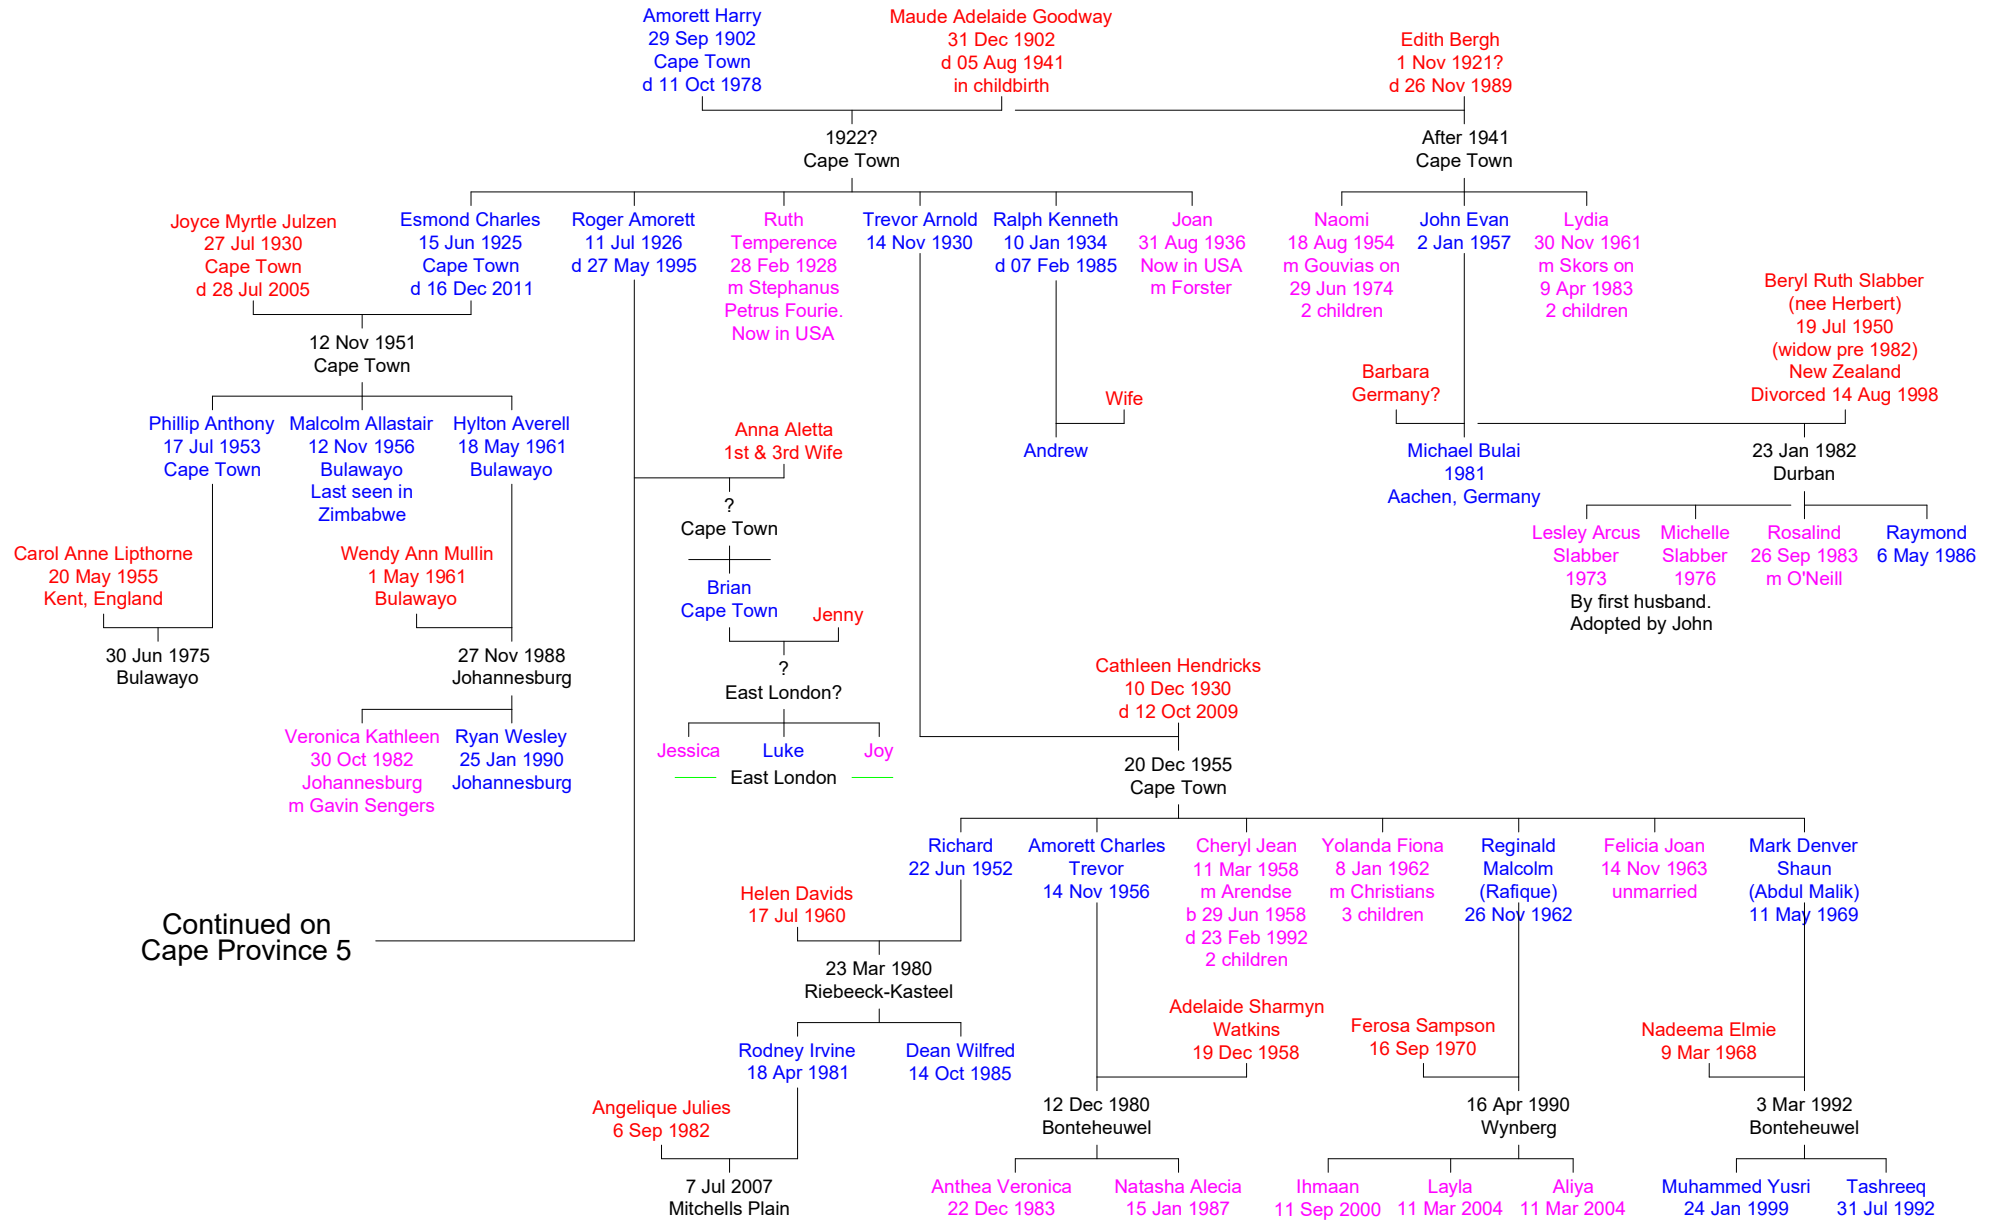 Amorett Harry
29 Sep 1902
Cape Town
d 11 Oct 1978
Maude Adelaide Goodway
31 Dec 1902
d 05 Aug 1941
in childbirth
Edith Bergh
1 Nov 1921?
d 26 Nov 1989
1922?
Cape Town
After 1941
Cape Town
Joyce Myrtle Julzen
27 Jul 1930
Cape Town
d 28 Jul 2005
Esmond Charles
15 Jun 1925
Cape Town
d 16 Dec 2011
Roger Amorett
11 Jul 1926
d 27 May 1995
Ruth
Temperence
28 Feb 1928
m Stephanus
Petrus Fourie.
Now in USA
Trevor Arnold
14 Nov 1930
Ralph Kenneth
10 Jan 1934
d 07 Feb 1985
Joan
31 Aug 1936
Now in USA
m Forster
Naomi
18 Aug 1954
m Gouvias on
29 Jun 1974
2 children
John Evan
2 Jan 1957
Lydia
30 Nov 1961
m Skors on
9 Apr 1983
2 children
Beryl Ruth Slabber
(nee Herbert)
19 Jul 1950
(widow pre 1982)
New Zealand
Divorced 14 Aug 1998
12 Nov 1951
Cape Town
Barbara
Germany?
Wife
Phillip Anthony
17 Jul 1953
Cape Town
Malcolm Allastair
12 Nov 1956
Bulawayo
Last seen in
Zimbabwe
Hylton Averell
18 May 1961
Bulawayo
Anna Aletta
1st & 3rd Wife
Andrew
Michael Bulai
1981
Aachen, Germany
23 Jan 1982
Durban
?
Cape Town
Lesley Arcus
Slabber
1973
Michelle
Slabber
1976
Rosalind
26 Sep 1983
m O'Neill
Raymond
6 May 1986
By first husband.
Adopted by John
Carol Anne Lipthorne
20 May 1955
Kent, England
Wendy Ann Mullin
1 May 1961
Bulawayo
Brian
Cape Town
Jenny
30 Jun 1975
Bulawayo
27 Nov 1988
Johannesburg
?
East London?
Cathleen Hendricks
10 Dec 1930
d 12 Oct 2009
Veronica Kathleen
30 Oct 1982
Johannesburg
m Gavin Sengers
Ryan Wesley
25 Jan 1990
Johannesburg
Jessica
Luke
Joy
East London
20 Dec 1955
Cape Town
Richard
22 Jun 1952
Amorett Charles
Trevor
14 Nov 1956
Cheryl Jean
11 Mar 1958
m Arendse
b 29 Jun 1958
d 23 Feb 1992
2 children
Yolanda Fiona
8 Jan 1962
m Christians
3 children
Reginald
Malcolm
(Rafique)
26 Nov 1962
Felicia Joan
14 Nov 1963
unmarried
Mark Denver
Shaun
(Abdul Malik)
11 May 1969
Helen Davids
17 Jul 1960
Continued on
Cape Province 5
23 Mar 1980
Riebeeck-Kasteel
Adelaide Sharmyn
Watkins
19 Dec 1958
Ferosa Sampson
16 Sep 1970
Nadeema Elmie
9 Mar 1968
Rodney Irvine
18 Apr 1981
Dean Wilfred
14 Oct 1985
Angelique Julies
6 Sep 1982
12 Dec 1980
Bonteheuwel
16 Apr 1990
Wynberg
3 Mar 1992
Bonteheuwel
7 Jul 2007
Mitchells Plain
Anthea Veronica
22 Dec 1983
Natasha Alecia
15 Jan 1987
Ihmaan
11 Sep 2000
Layla
11 Mar 2004
Aliya
11 Mar 2004
Muhammed Yusri
24 Jan 1999
Tashreeq
31 Jul 1992